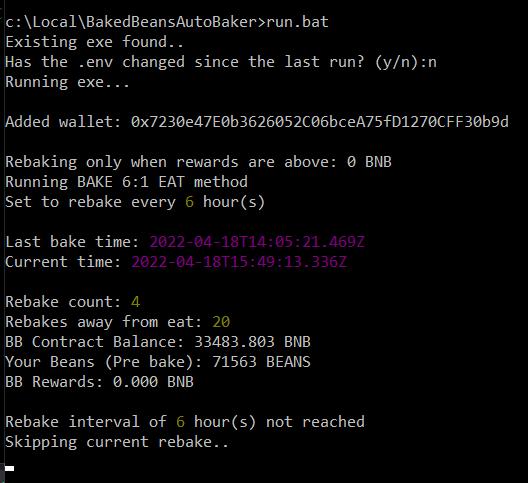 c:\Local\BakedBeansAutoBaker>run.bat
Existing exe found..
Has the .env changed since the last run? (y/n):n
Running exe...
Added wallet: 0x7230e47E0b3626052C06bceA75fD1270CFF30b9d
Rebaking only when rewards are above: 0 BNB
Running BAKE 6:1 EAT method
Set to rebake every 6 hour(s)
Last bake time: 2022-04-18T14:05:21.469Z
Current time: 2022-04-18T15:49:13.336Z
Rebake count: 4
Rebakes away from eat: 20
BB Contract Balance: 33483.803 BNB
Your Beans (Pre bake): 71563 BEANS
BB Rewards: 0.000 BNB
Rebake interval of 6 hour(s) not reached
Skipping current rebake..